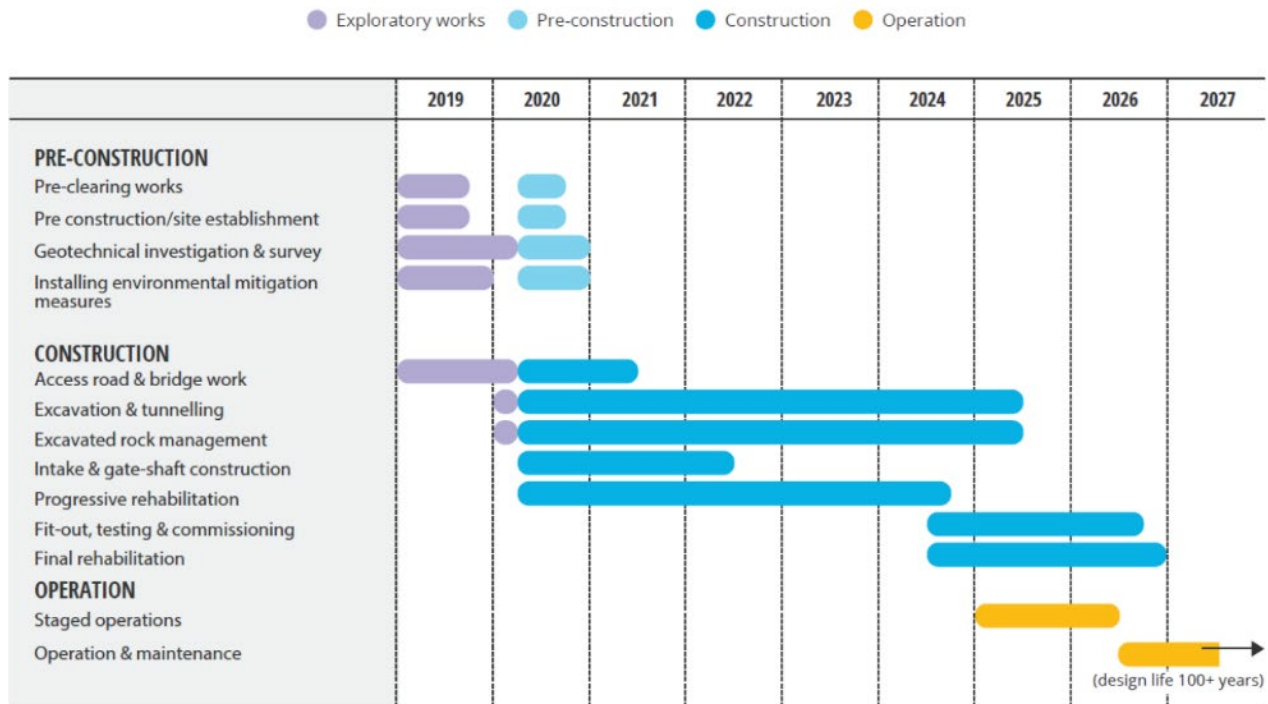 Exploratory works Pre-construction Construction Operation
2019 2020 2021 2022 2023 2024 2025 2026 2027
PRE-CONSTRUCTION
Pre-clearing works
Pre construction/site establishment
Geotechnical investigation & survey
Installing environmental mitigation
measures
CONSTRUCTION
Access road & bridge work
Excavation & tunnelling
Excavated rock management
Intake & gate-shaft construction
Progressive rehabilitation
Fit-out, testing & commissioning
Final rehabilitation
OPERATION
Staged operations
Operation & maintenance
(design life 100+ years)